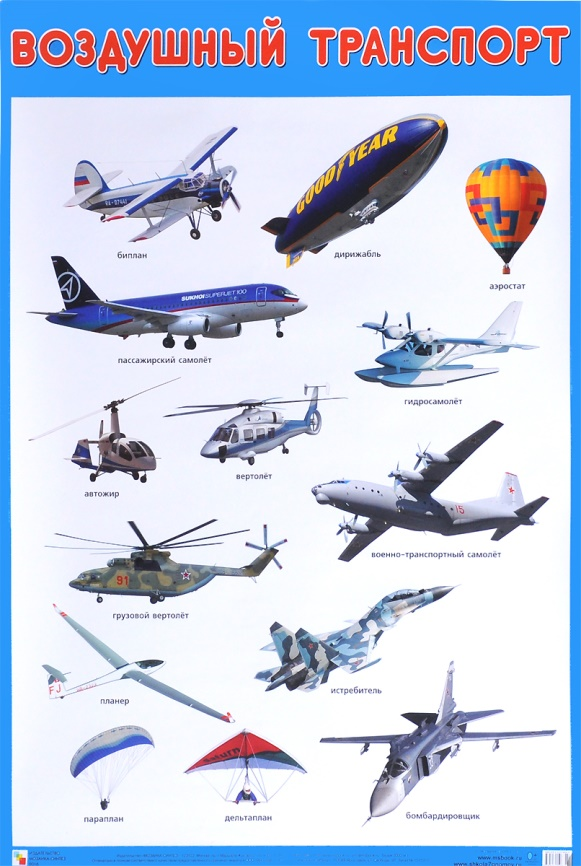 ВОЗДУШНЫЙ ТРАНСПОРТ
GOODYEAR
биплан
дирижабль
аэростат
SUKHOI SUPERJET 100
пассажирский самолёт
гидросамолёт
автожир
вертолёт
15
военно-транспортный самолёт
91
грузовой вертолёт
FJ
планер
истребитель
параплан
дельтаплан
бомбардировщик